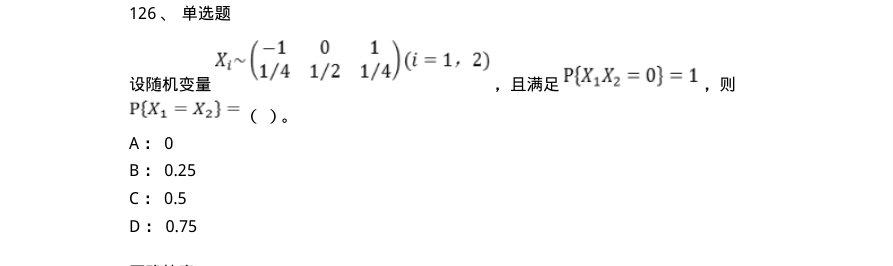 126、 单选题
设随机变量 X_i~(−1 0 1
1/4 1/2 1/4)(i = 1，2) ，且满足 P{X₁X₂ = 0} = 1 ，则
P{X₁ = X₂} = （ ）。
A： 0
B： 0.25
C： 0.5
D： 0.75